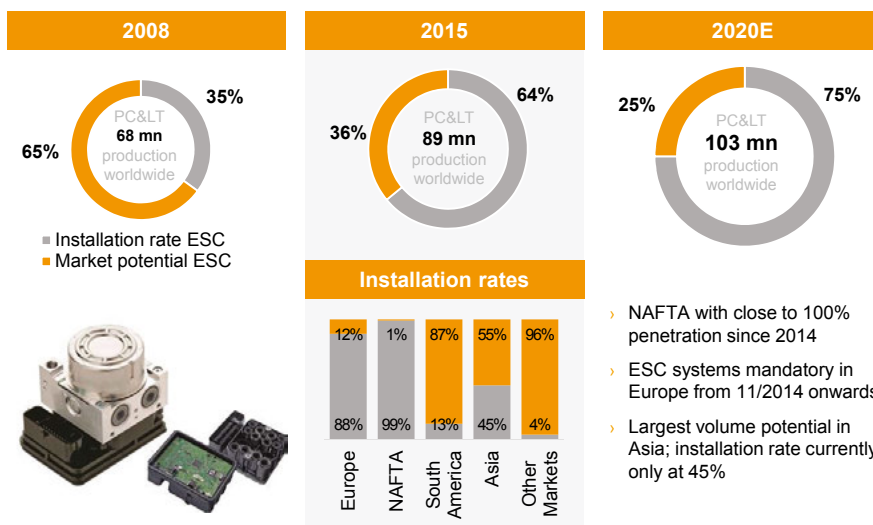 2008
35%
PC&LT
68 mn
production
worldwide
65%
Installation rate ESC
Market potential ESC
2015
64%
PC&LT
89 mn
production
worldwide
36%
Installation rates
12% 1% 87% 55% 96%
88% 99% 13% 45% 4%
Europe
NAFTA
South
America
Asia
Other
Markets
2020E
75%
25%
PC&LT
103 mn
production
worldwide
› NAFTA with close to 100%
penetration since 2014
› ESC systems mandatory in
Europe from 11/2014 onwards
› Largest volume potential in
Asia; installation rate currently
only at 45%